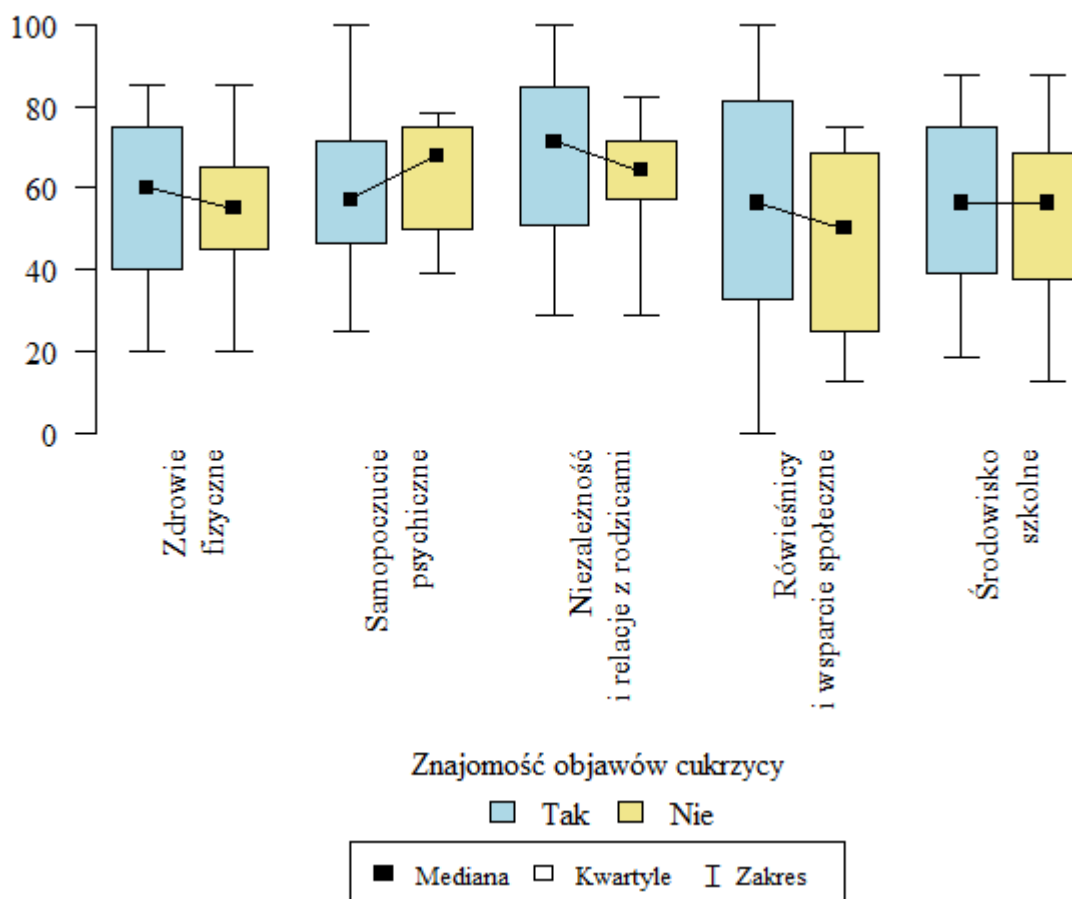 100
80
60
40
20
0
Zdrowie
fizyczne
Samopoczucie
psychiczne
Niezależność
i relacje z rodzicami
Rówieśnicy
i wsparcie społeczne
Środowisko
szkolne
Znajomość objawów cukrzycy
Tak Nie
Mediana Kwartyle Zakres